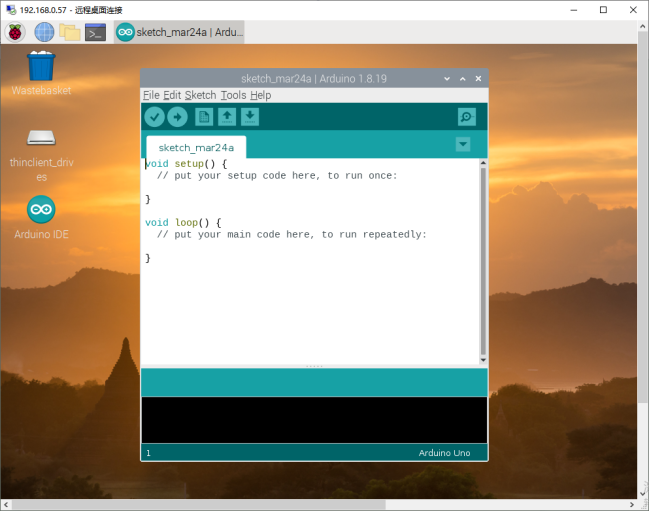 192.168.0.57 - 远程桌面连接
sketch_mar24a | Ardu...
Wastebasket
thinclient_driv
es
Arduino IDE
sketch_mar24a | Arduino 1.8.19
File Edit Sketch Tools Help
sketch_mar24a
void setup() {
// put your setup code here, to run once:
}
void loop() {
// put your main code here, to run repeatedly:
}
1
Arduino Uno